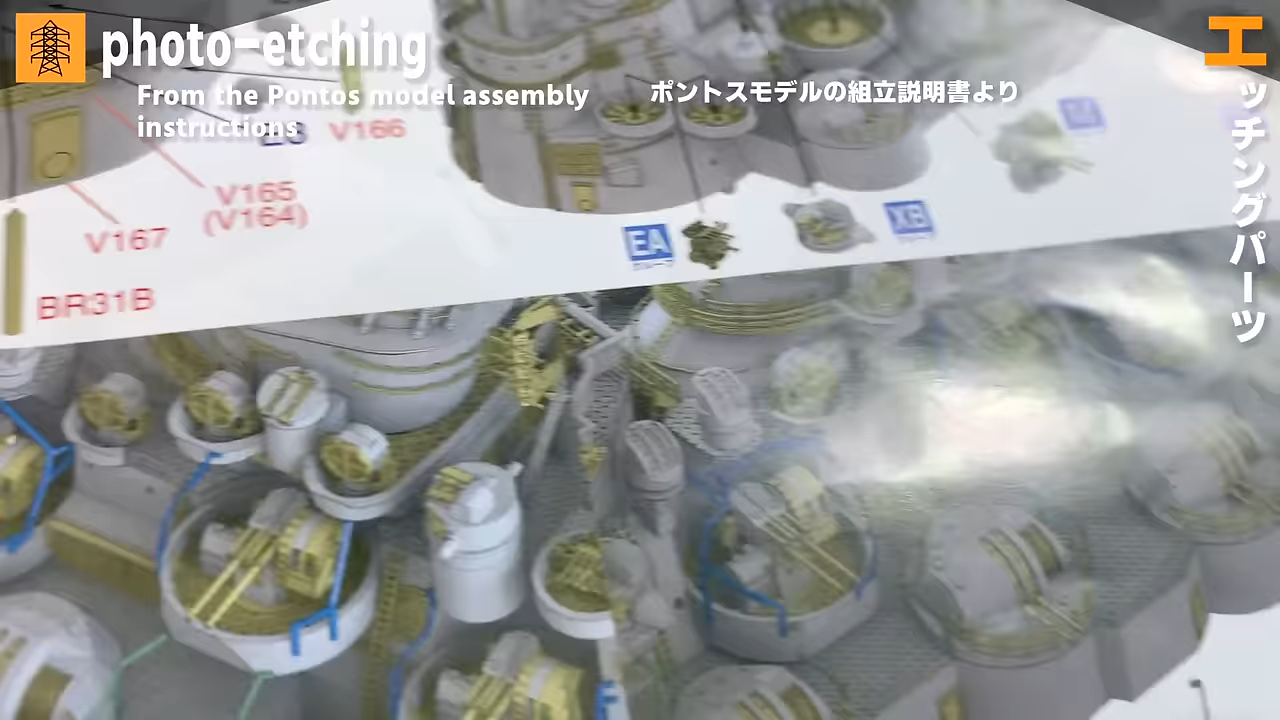 photo-etching
From the Pontos model assembly
instructions
ポントスモデルの組立説明書より
エッチングパーツ
V166
V165
(V164)
V167
BR31B
EA
XB